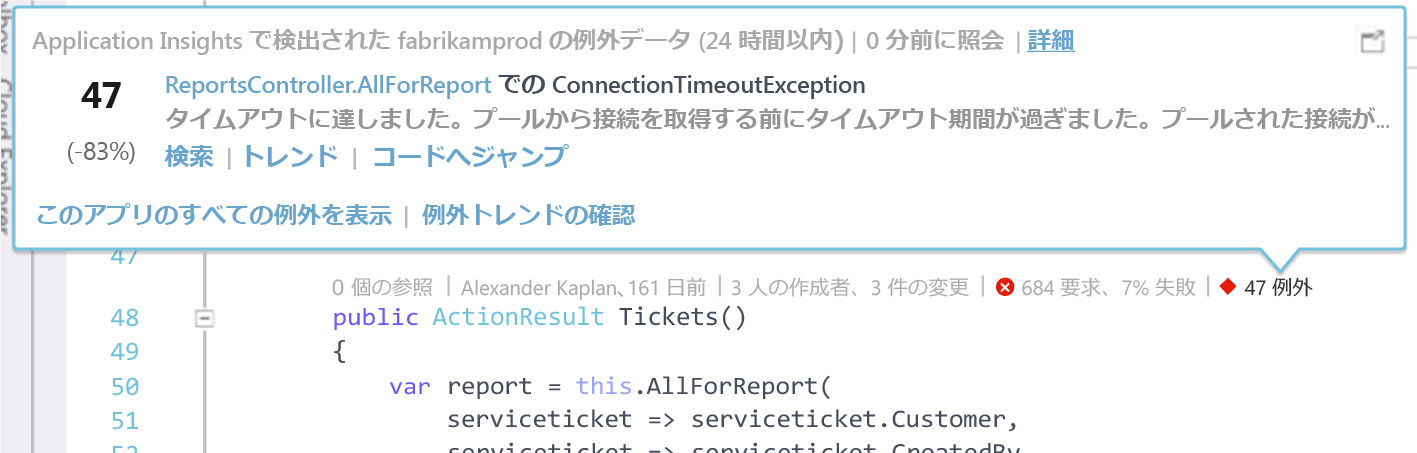 Application Insights で検出された fabrikamprod の例外データ (24 時間以内) | 0 分前に照会 | 詳細
47 ReportsController.AllForReport での ConnectionTimeoutException
タイムアウトに達しました。プールから接続を取得する前にタイムアウト期間が過ぎました。プールされた接続が...
(-83%) 検索 | トレンド | コードへジャンプ
このアプリのすべての例外を表示 | 例外トレンドの確認
Cloud Explorer
47
0 個の参照 | Alexander Kaplan、161 日前 | 3 人の作成者、3 件の変更 | 684 要求、7% 失敗 | 47 例外
48 public ActionResult Tickets()
49 {
50 var report = this.AllForReport(
51 serviceticket => serviceticket.Customer,
52 serviceticket => serviceticket.CreatedBy